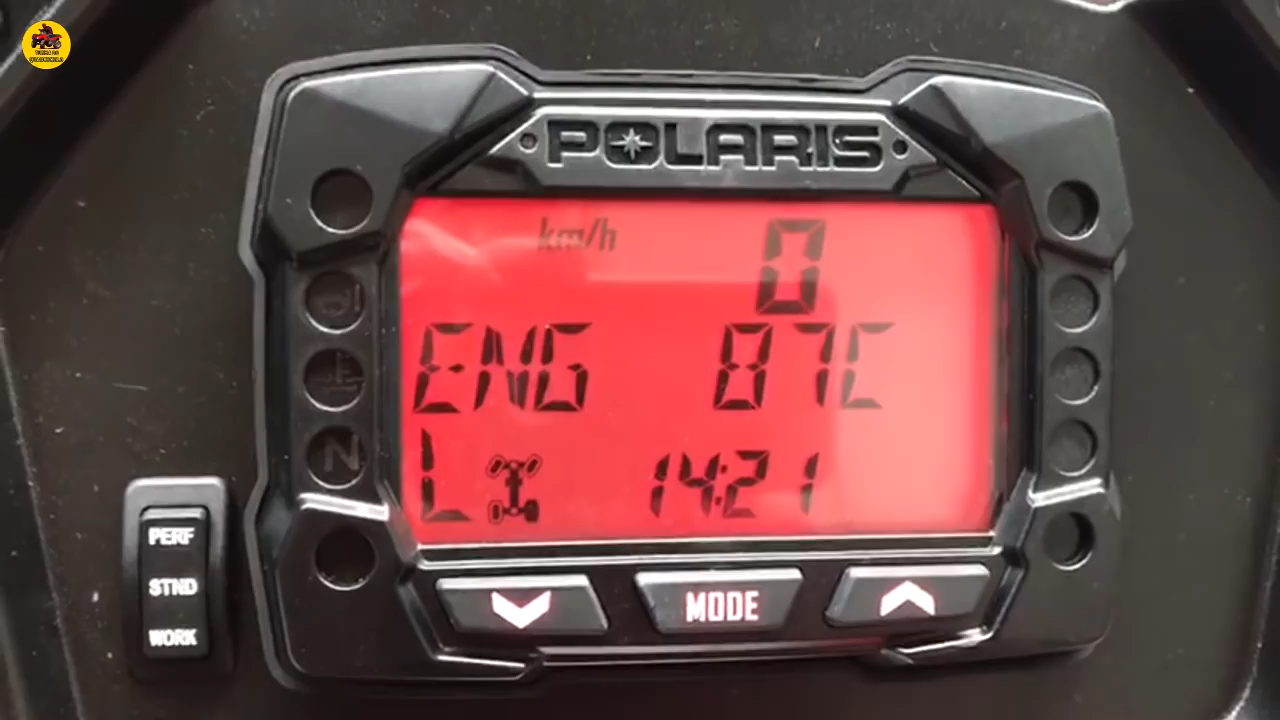 POLARIS
km/h 0
ENG 87C
L 14:21
N
PERF
STND
WORK
MODE